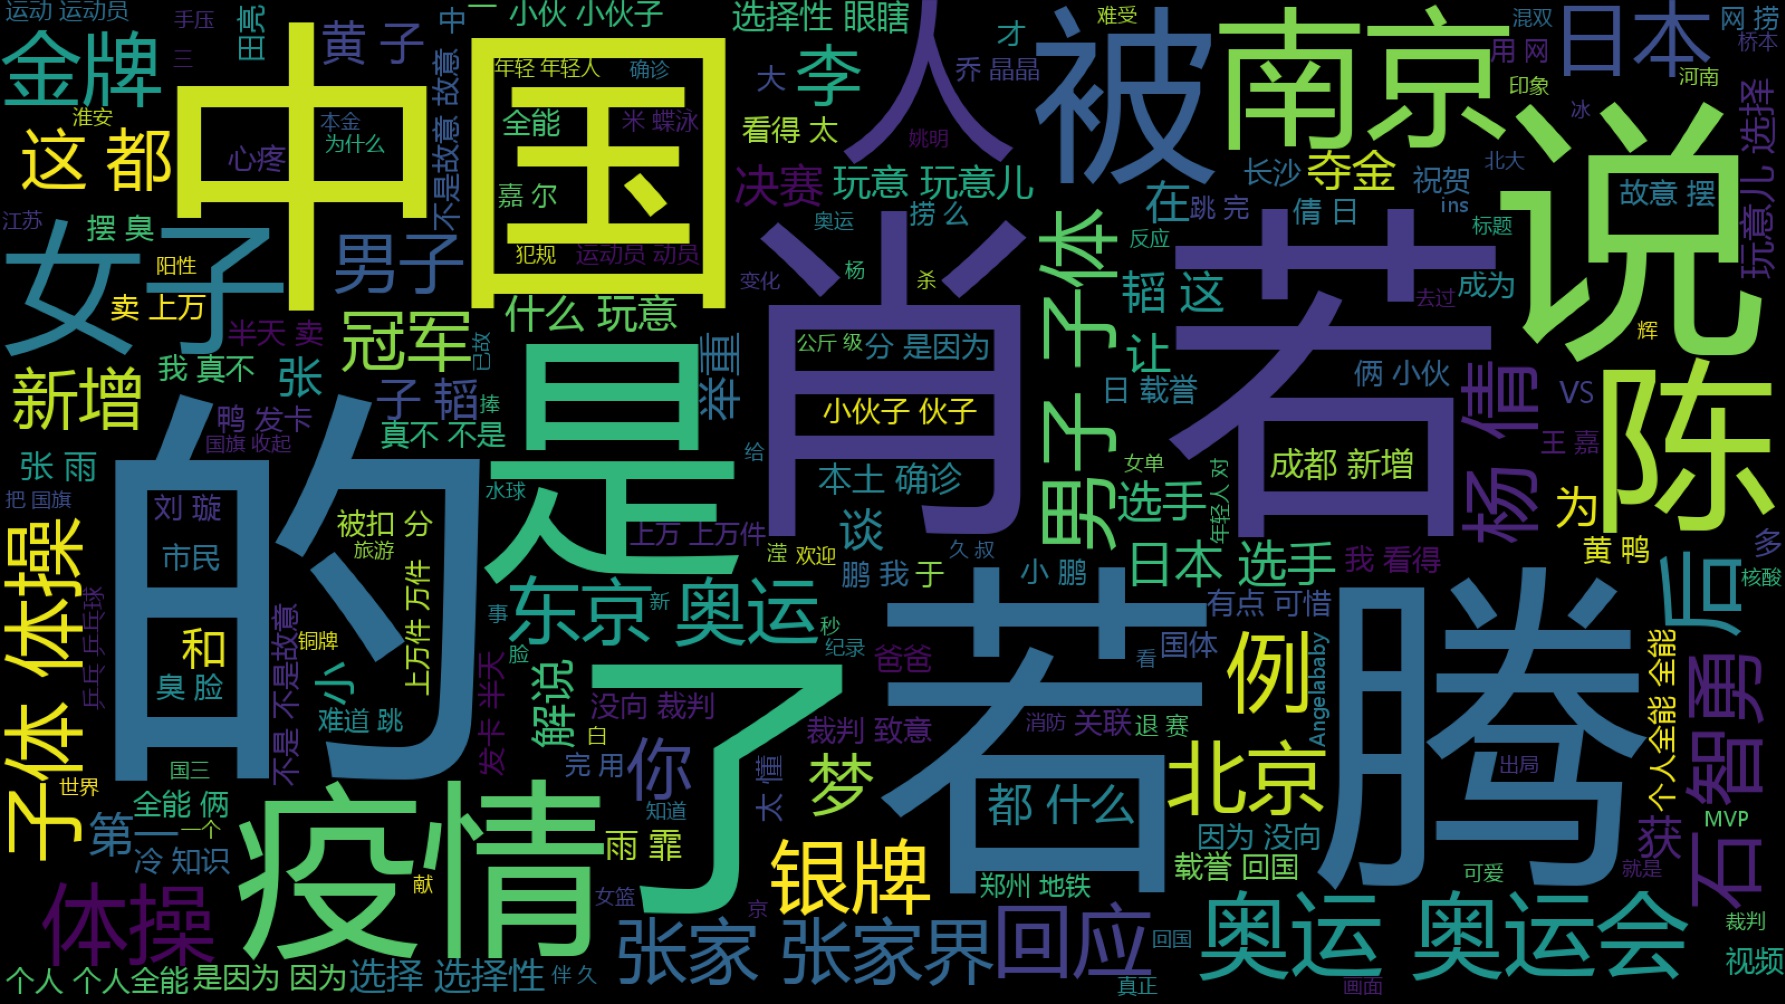 运动 运动员
手压
田亮
黄 子
中
一 小伙 小伙子
选择性 眼瞎
人
才
难受
混双
日本
网 捞
金牌
三
中国
年轻 年轻人
确诊
大
李
乔 晶晶
被
南京
用 网
桥本
印象
河南
淮安
本金
为什么
全能
米 蝶泳
看得 太
姚明
冰
说
这 都
心疼
不是故意 故意
嘉 尔
决赛
玩意 玩意儿
长沙
夺金
祝贺
北大
ins
故意 摆
玩意儿 选择
江苏
摆 臭
女子
男子
犯规
运动员 动员
奥运
捞 么
在
跳 完
倩 日
标题
反应
阳性
卖 上万
什么 玩意
变化
杨
杀
肖
男子 子体
韬 这
若
去过
成为
辉
半天 卖
冠军
已故
举重
公斤 级
分 是因为
让
我 真不
张
日 载誉
俩 小伙
杨倩
VS
陈
新增
子 韬
捧
小伙子 伙子
鸭 发卡
国旗 收起
真不 不是
是
给
女单
年轻人 对
成都 新增
王 嘉
张 雨
把 国旗
的
水球
本土 确诊
选手
为
刘 璇
被扣 分
上万 上万件
谈
市民
旅游
滢
欢迎
久 叔
日本 选手
我 看得
黄 鸭
多
子体 体操
上万件 万件
鹏 我
于
小 鹏
后
核酸
乒乓 乒乓球
不是 不是故意
事
东京 奥运
新
若
有点 可惜
腾
和
铜牌
秒
纪录
国体
例
Angelababy
个人全能 全能
臭 脸
小
脸
了
爸爸
看
石智勇
难道 跳
发卡 半天
解说
没向 裁判
裁判 致意
消防
关联
退 赛
白
国三
世界
完 用
你
太 懂
梦
北京
出局
全能 俩
知道
都 什么
第一
一个
疫情
因为 没向
获
MVP
冷 知识
雨 霏
银牌
载誉 回国
可爱
就是
体操
献
女篮
京
郑州 地铁
张家 张家界
回应
回国
奥运 奥运会
裁判
视频
个人 个人全能
是因为 因为
选择 选择性
伴 久
真正
画面